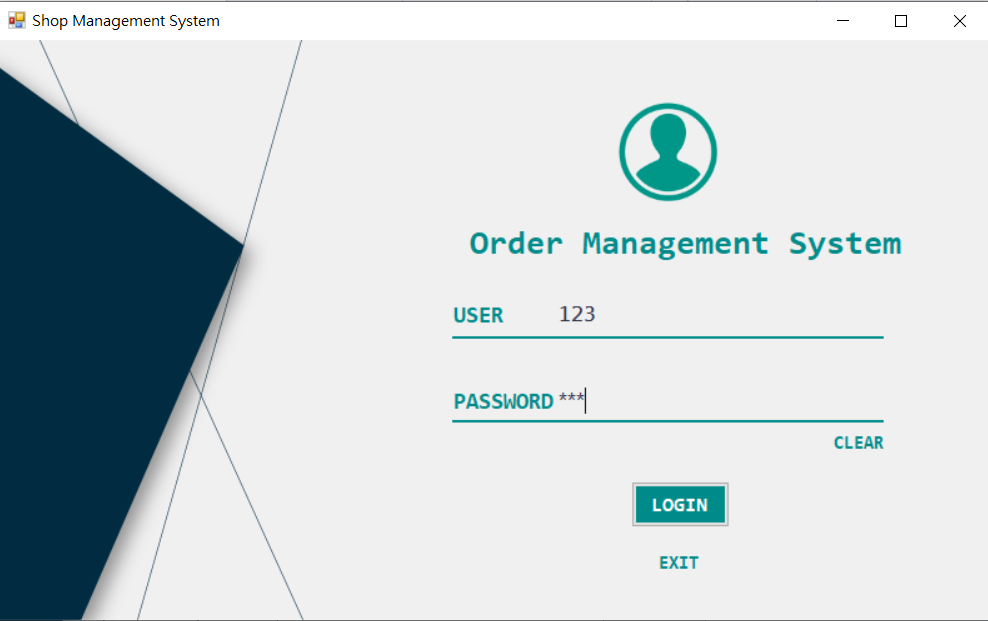 Shop Management System
Order Management System
USER 123
PASSWORD ***
CLEAR
LOGIN
EXIT